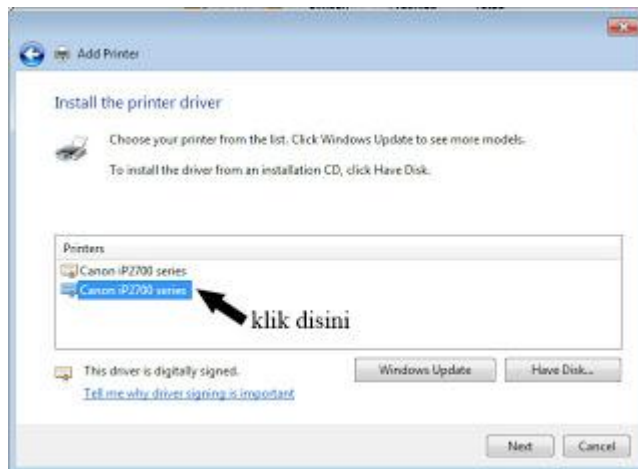 Add Printer
Install the printer driver
Choose your printer from the list. Click Windows Update to see more models.
To install the driver from an installation CD, click Have Disk.
Printers
Canon iP2700 series
Canon iP2700 series
klik disini
This driver is digitally signed.
Tell me why driver signing is important
Windows Update
Have Disk...
Next
Cancel